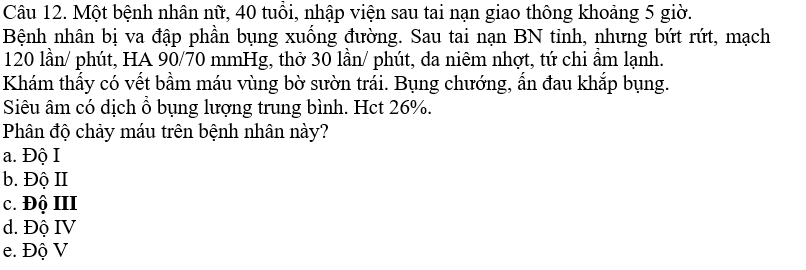 Câu 12. Một bệnh nhân nữ, 40 tuổi, nhập viện sau tai nạn giao thông khoảng 5 giờ.
Bệnh nhân bị va đập phần bụng xuống đường. Sau tai nạn BN tỉnh, nhưng bứt rứt, mạch
120 lần/ phút, HA 90/70 mmHg, thở 30 lần/ phút, da niêm nhợt, tứ chi ẩm lạnh.
Khám thấy có vết bầm máu vùng bờ sườn trái. Bụng chướng, ấn đau khắp bụng.
Siêu âm có dịch ổ bụng lượng trung bình. Hct 26%.
Phân độ chảy máu trên bệnh nhân này?
a. Độ I
b. Độ II
c. Độ III
d. Độ IV
e. Độ V